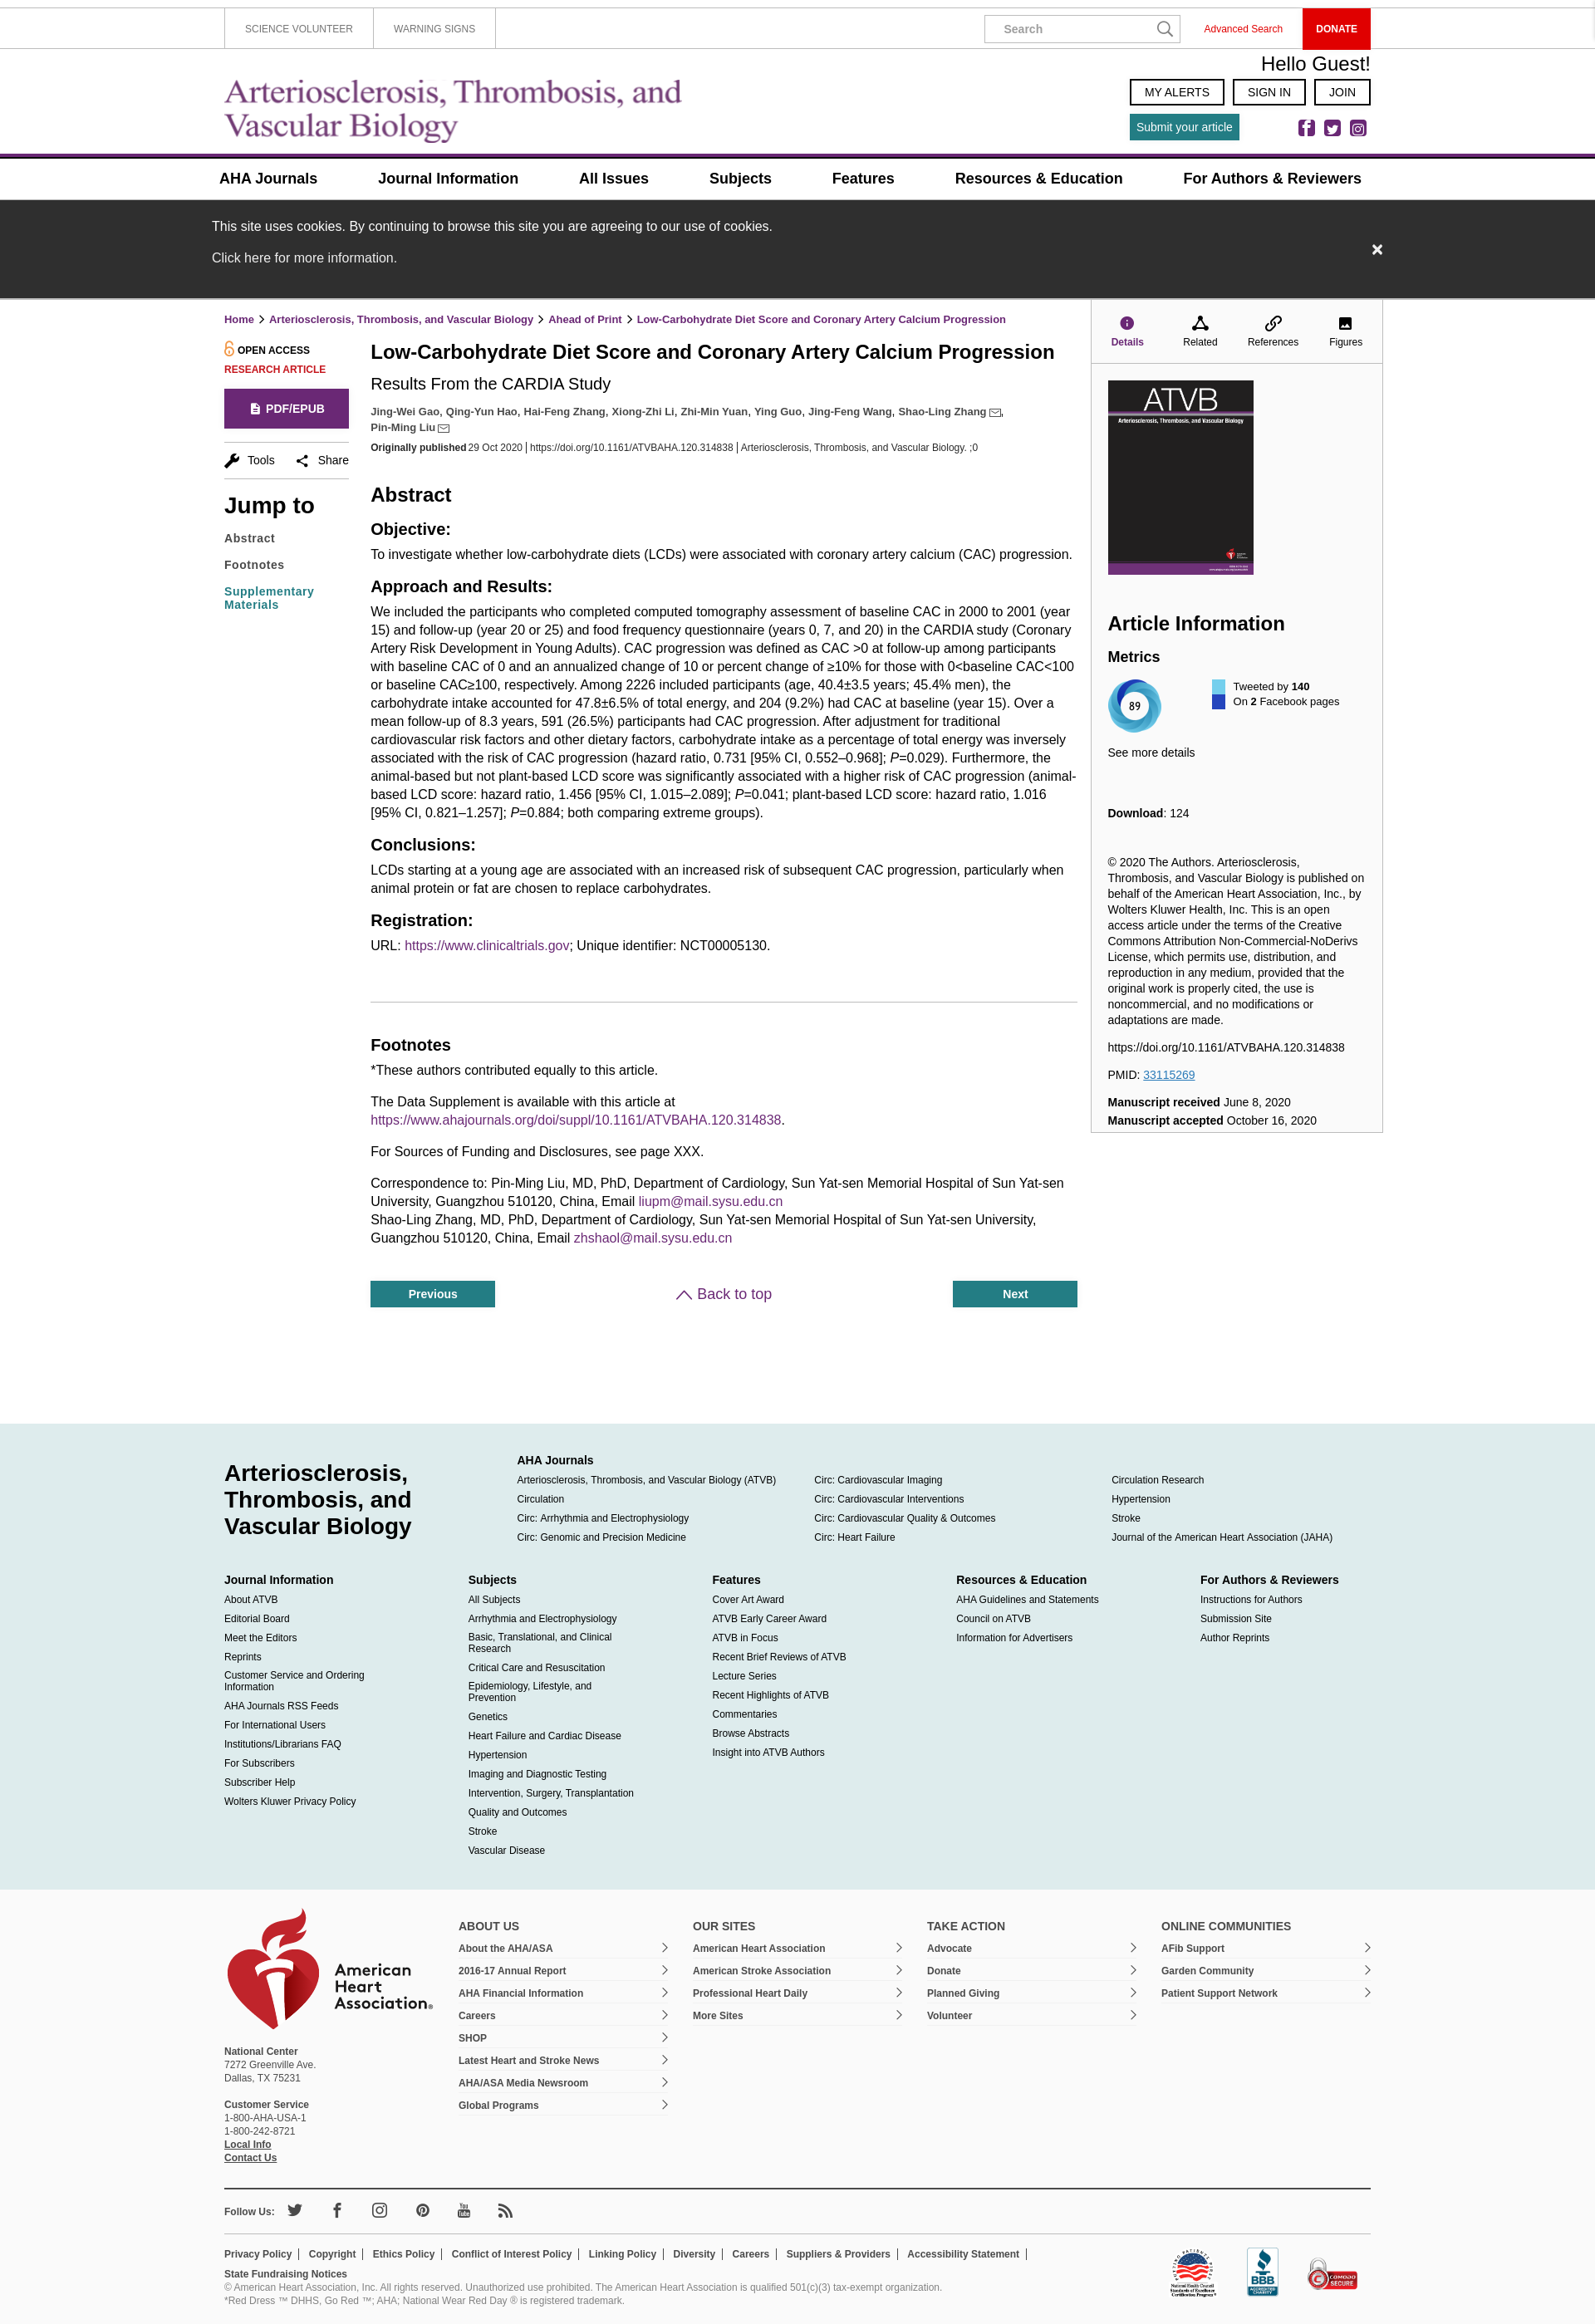 SCIENCE VOLUNTEER
WARNING SIGNS
Search
Advanced Search
DONATE
Hello Guest!
Arteriosclerosis, Thrombosis, and
Vascular Biology
MY ALERTS
SIGN IN
JOIN
Submit your article
AHA Journals
Journal Information
All Issues
Subjects
Features
Resources & Education
For Authors & Reviewers
This site uses cookies. By continuing to browse this site you are agreeing to our use of cookies.
Click here for more information.
×
Home > Arteriosclerosis, Thrombosis, and Vascular Biology > Ahead of Print > Low-Carbohydrate Diet Score and Coronary Artery Calcium Progression
OPEN ACCESS
RESEARCH ARTICLE
PDF/EPUB
Tools
Share
Jump to
Abstract
Footnotes
Supplementary
Materials
Low-Carbohydrate Diet Score and Coronary Artery Calcium Progression
Results From the CARDIA Study
Jing-Wei Gao, Qing-Yun Hao, Hai-Feng Zhang, Xiong-Zhi Li, Zhi-Min Yuan, Ying Guo, Jing-Feng Wang, Shao-Ling Zhang,
Pin-Ming Liu
Originally published 29 Oct 2020 | https://doi.org/10.1161/ATVBAHA.120.314838 | Arteriosclerosis, Thrombosis, and Vascular Biology. ;0
Abstract
Objective:
To investigate whether low-carbohydrate diets (LCDs) were associated with coronary artery calcium (CAC) progression.
Approach and Results:
We included the participants who completed computed tomography assessment of baseline CAC in 2000 to 2001 (year
15) and follow-up (year 20 or 25) and food frequency questionnaire (years 0, 7, and 20) in the CARDIA study (Coronary
Artery Risk Development in Young Adults). CAC progression was defined as CAC >0 at follow-up among participants
with baseline CAC of 0 and an annualized change of 10 or percent change of ≥10% for those with 0<baseline CAC<100
or baseline CAC≥100, respectively. Among 2226 included participants (age, 40.4±3.5 years; 45.4% men), the
carbohydrate intake accounted for 47.8±6.5% of total energy, and 204 (9.2%) had CAC at baseline (year 15). Over a
mean follow-up of 8.3 years, 591 (26.5%) participants had CAC progression. After adjustment for traditional
cardiovascular risk factors and other dietary factors, carbohydrate intake as a percentage of total energy was inversely
associated with the risk of CAC progression (hazard ratio, 0.731 [95% CI, 0.552–0.968]; P=0.029). Furthermore, the
animal-based but not plant-based LCD score was significantly associated with a higher risk of CAC progression (animal-
based LCD score: hazard ratio, 1.456 [95% CI, 1.015–2.089]; P=0.041; plant-based LCD score: hazard ratio, 1.016
[95% CI, 0.821–1.257]; P=0.884; both comparing extreme groups).
Conclusions:
LCDs starting at a young age are associated with an increased risk of subsequent CAC progression, particularly when
animal protein or fat are chosen to replace carbohydrates.
Registration:
URL: https://www.clinicaltrials.gov; Unique identifier: NCT00005130.
Footnotes
*These authors contributed equally to this article.
The Data Supplement is available with this article at
https://www.ahajournals.org/doi/suppl/10.1161/ATVBAHA.120.314838.
For Sources of Funding and Disclosures, see page XXX.
Correspondence to: Pin-Ming Liu, MD, PhD, Department of Cardiology, Sun Yat-sen Memorial Hospital of Sun Yat-sen
University, Guangzhou 510120, China, Email liupm@mail.sysu.edu.cn
Shao-Ling Zhang, MD, PhD, Department of Cardiology, Sun Yat-sen Memorial Hospital of Sun Yat-sen University,
Guangzhou 510120, China, Email zhshaol@mail.sysu.edu.cn
Previous
Back to top
Next
Details
Related
References
Figures
ATVB
Arteriosclerosis, Thrombosis, and Vascular Biology
Article Information
Metrics
89
Tweeted by 140
On 2 Facebook pages
See more details
Download: 124
© 2020 The Authors. Arteriosclerosis,
Thrombosis, and Vascular Biology is published on
behalf of the American Heart Association, Inc., by
Wolters Kluwer Health, Inc. This is an open
access article under the terms of the Creative
Commons Attribution Non-Commercial-NoDerivs
License, which permits use, distribution, and
reproduction in any medium, provided that the
original work is properly cited, the use is
noncommercial, and no modifications or
adaptations are made.
https://doi.org/10.1161/ATVBAHA.120.314838
PMID: 33115269
Manuscript received June 8, 2020
Manuscript accepted October 16, 2020
Arteriosclerosis,
Thrombosis, and
Vascular Biology
AHA Journals
Arteriosclerosis, Thrombosis, and Vascular Biology (ATVB)
Circulation
Circ: Arrhythmia and Electrophysiology
Circ: Genomic and Precision Medicine
Circ: Cardiovascular Imaging
Circ: Cardiovascular Interventions
Circ: Cardiovascular Quality & Outcomes
Circ: Heart Failure
Circulation Research
Hypertension
Stroke
Journal of the American Heart Association (JAHA)
Journal Information
About ATVB
Editorial Board
Meet the Editors
Reprints
Customer Service and Ordering
Information
AHA Journals RSS Feeds
For International Users
Institutions/Librarians FAQ
For Subscribers
Subscriber Help
Wolters Kluwer Privacy Policy
Subjects
All Subjects
Arrhythmia and Electrophysiology
Basic, Translational, and Clinical
Research
Critical Care and Resuscitation
Epidemiology, Lifestyle, and
Prevention
Genetics
Heart Failure and Cardiac Disease
Hypertension
Imaging and Diagnostic Testing
Intervention, Surgery, Transplantation
Quality and Outcomes
Stroke
Vascular Disease
Features
Cover Art Award
ATVB Early Career Award
ATVB in Focus
Recent Brief Reviews of ATVB
Lecture Series
Recent Highlights of ATVB
Commentaries
Browse Abstracts
Insight into ATVB Authors
Resources & Education
AHA Guidelines and Statements
Council on ATVB
Information for Advertisers
For Authors & Reviewers
Instructions for Authors
Submission Site
Author Reprints
American
Heart
Association®
National Center
7272 Greenville Ave.
Dallas, TX 75231
Customer Service
1-800-AHA-USA-1
1-800-242-8721
Local Info
Contact Us
ABOUT US
About the AHA/ASA
2016-17 Annual Report
AHA Financial Information
Careers
SHOP
Latest Heart and Stroke News
AHA/ASA Media Newsroom
Global Programs
OUR SITES
American Heart Association
American Stroke Association
Professional Heart Daily
More Sites
TAKE ACTION
Advocate
Donate
Planned Giving
Volunteer
ONLINE COMMUNITIES
AFib Support
Garden Community
Patient Support Network
Follow Us:
You
Tube
Privacy Policy | Copyright | Ethics Policy | Conflict of Interest Policy | Linking Policy | Diversity | Careers | Suppliers & Providers | Accessibility Statement |
State Fundraising Notices
© American Heart Association, Inc. All rights reserved. Unauthorized use prohibited. The American Heart Association is qualified 501(c)(3) tax-exempt organization.
*Red Dress ™ DHHS, Go Red ™; AHA; National Wear Red Day ® is registered trademark.
BBB
ACCREDITED
CHARITY
COMODO
SECURE